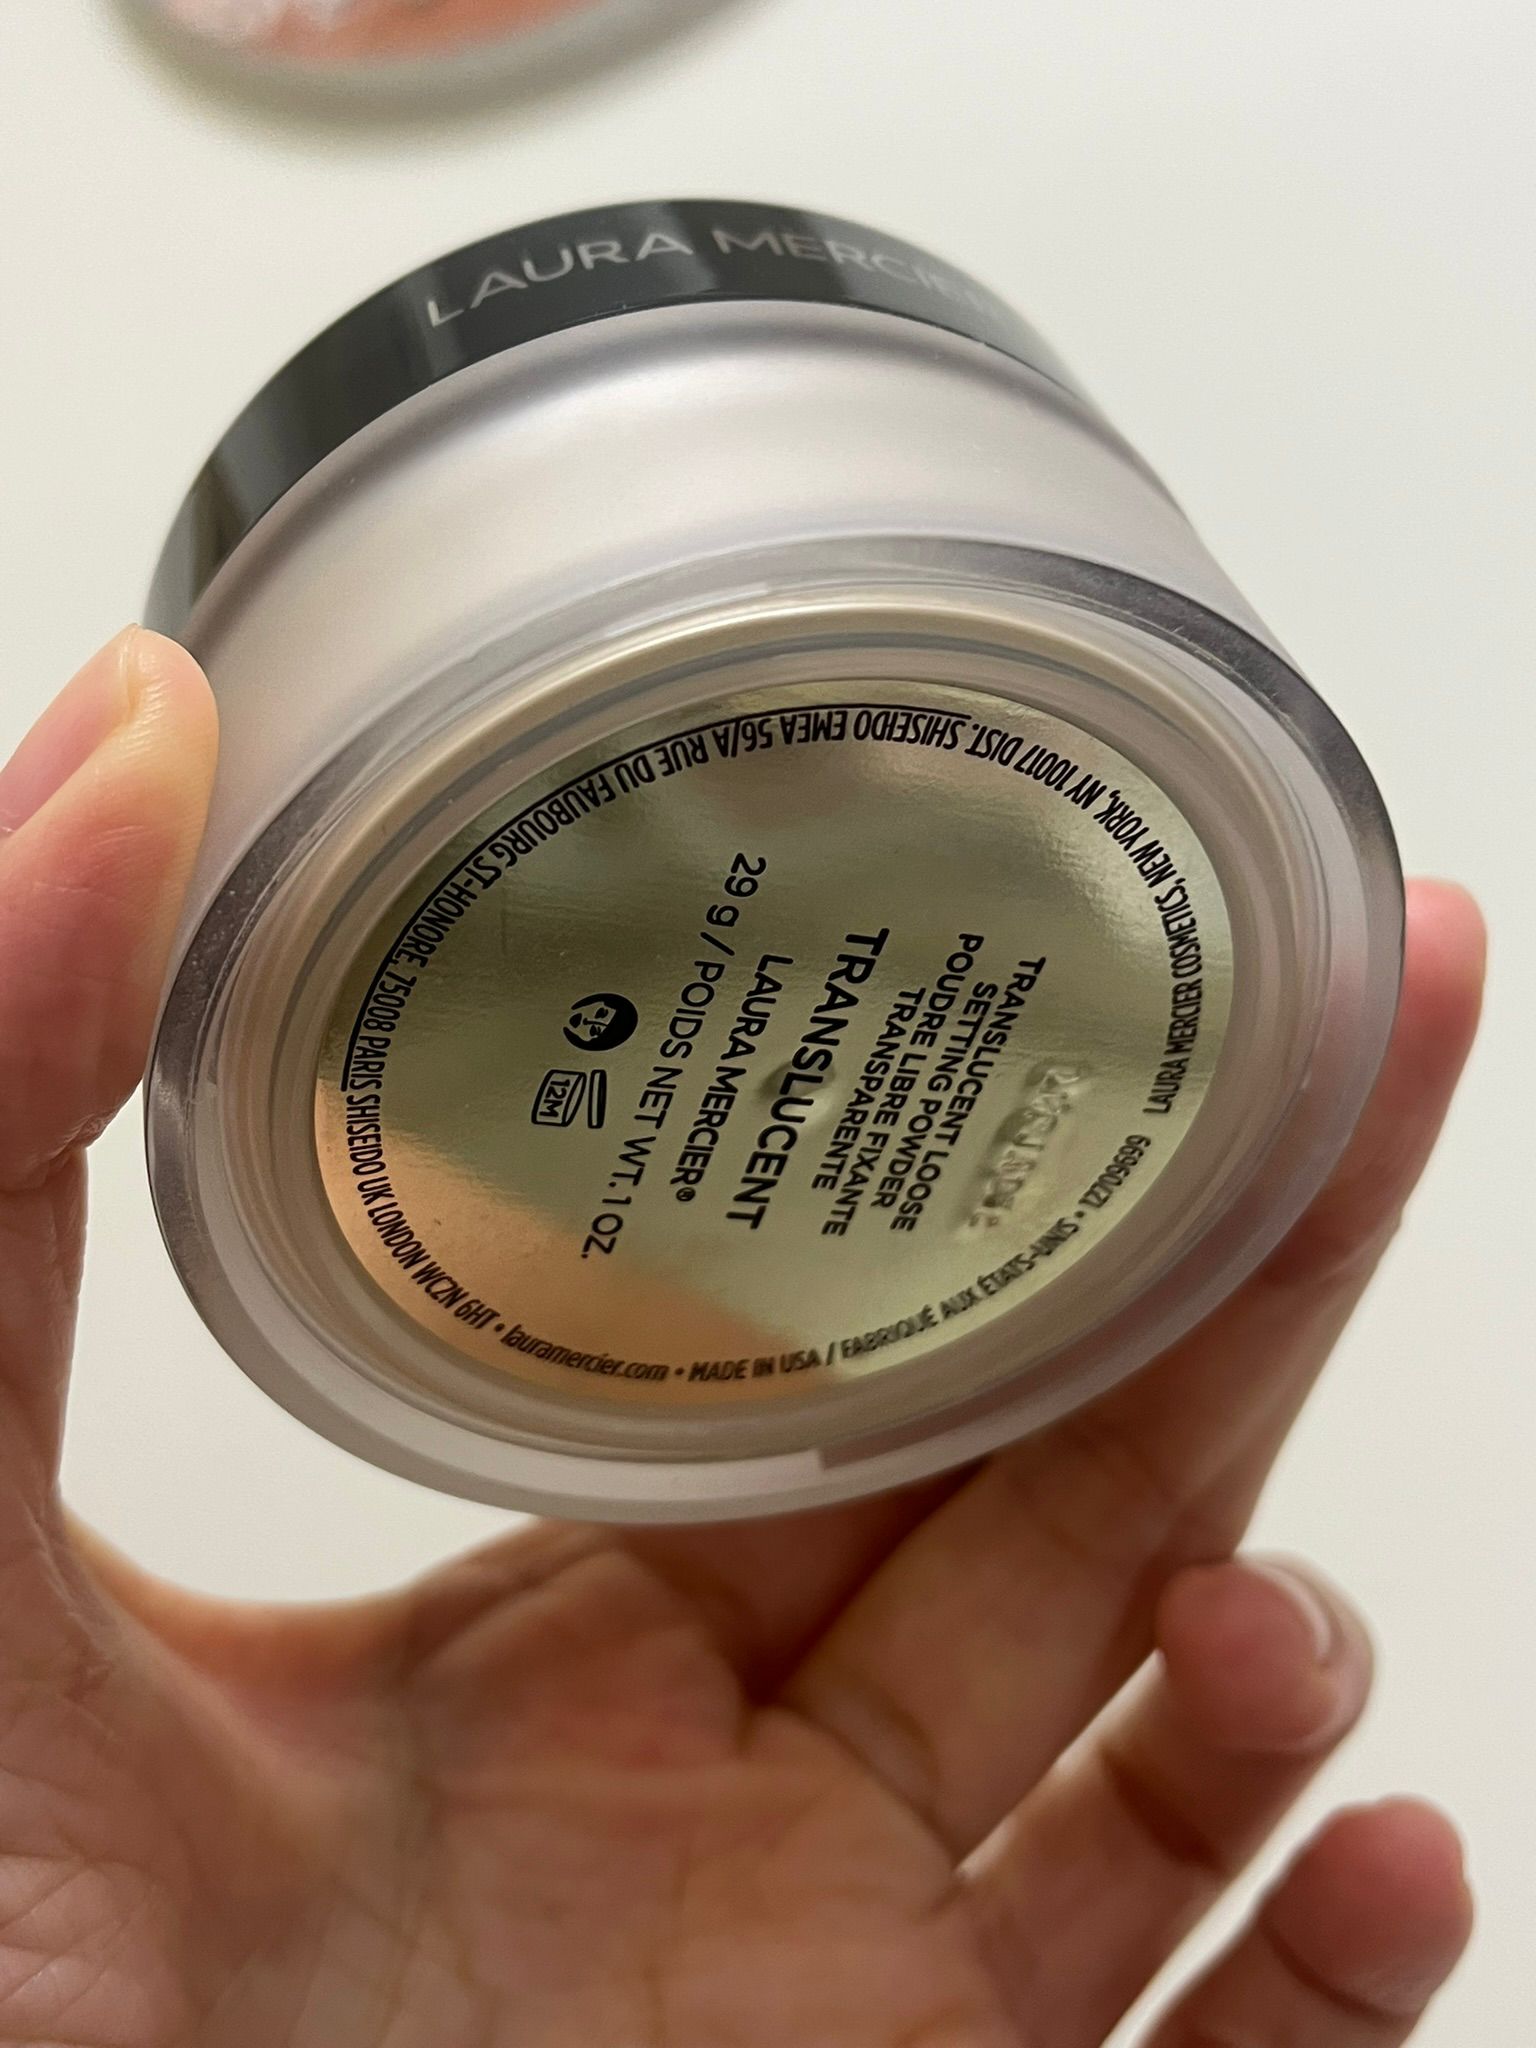 LAURA MERCIER
TRANSLUCENT LOOSE
SETTING POWDER
POUDRE LIBRE FIXANTE
TRANSPARENTE
TRANSLUCENT
LAURA MERCIER®
29 g / POIDS NET WT. 1 OZ.
12M
LAURA MERCIER COSMETICS, NEW YORK, NY 10017 DIST. SHISEIDO EMEA 56/A RUE DU FAUBOURG ST-HONORE, 75008 PARIS SHISEIDO UK LONDON WC2N 6HT • lauramercier.com • MADE IN USA / FABRIQUÉ AUX ÉTATS-UNIS • 12709699